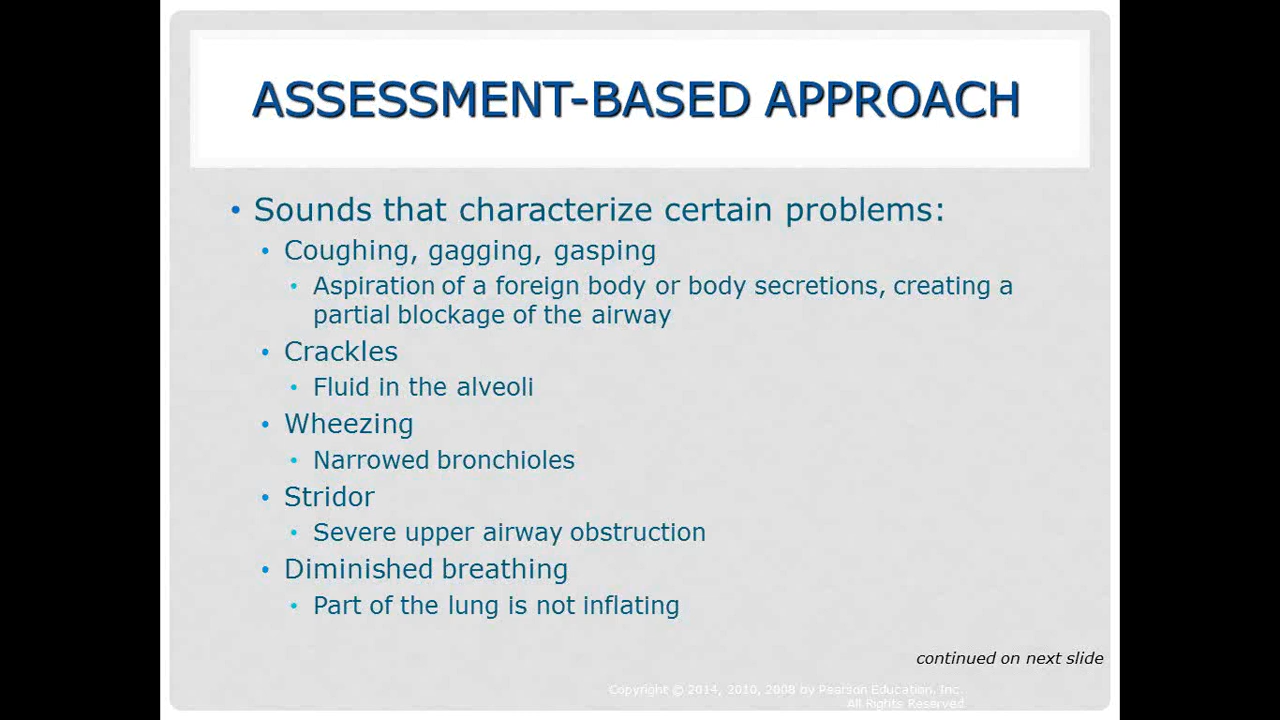 ASSESSMENT-BASED APPROACH
• Sounds that characterize certain problems:
• Coughing, gagging, gasping
• Aspiration of a foreign body or body secretions, creating a
partial blockage of the airway
• Crackles
• Fluid in the alveoli
• Wheezing
• Narrowed bronchioles
• Stridor
• Severe upper airway obstruction
• Diminished breathing
• Part of the lung is not inflating
continued on next slide
Copyright © 2014, 2010, 2008 by Pearson Education, Inc.
All Rights Reserved